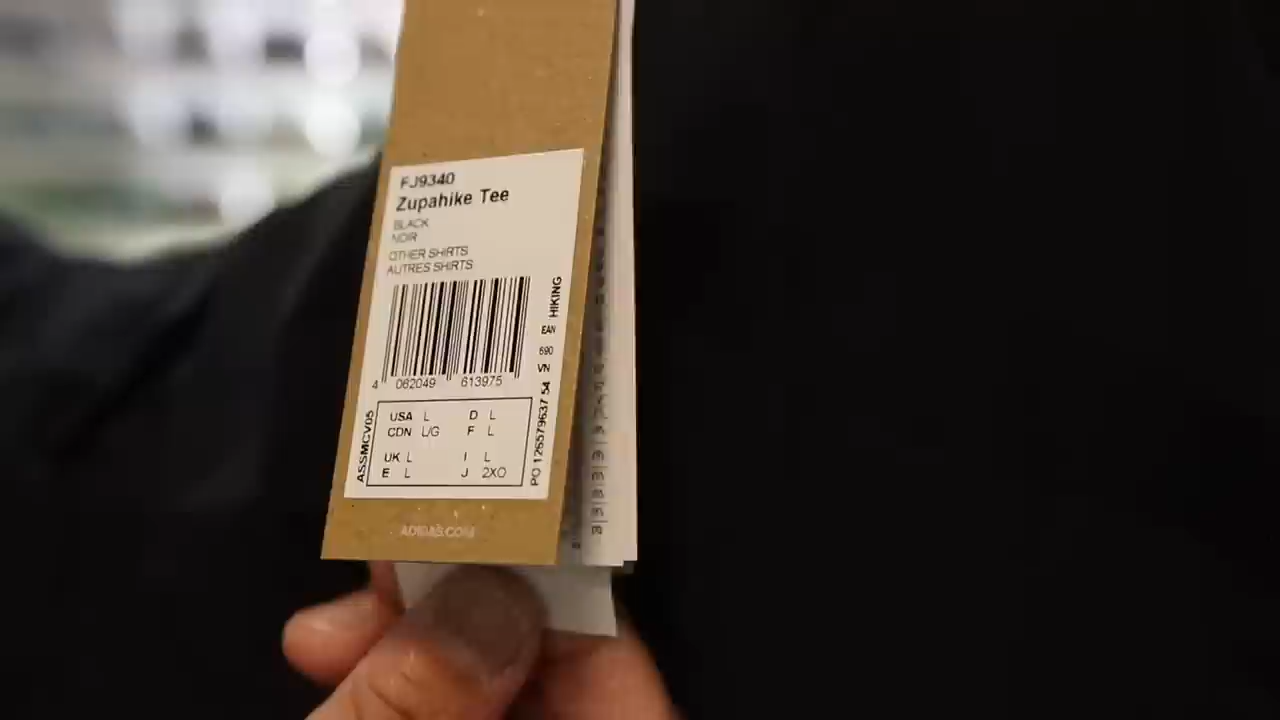 FJ9340
Zupahike Tee
BLACK
NOIR
OTHER SHIRTS
AUTRES SHIRTS
HIKING
EAN
690
VN
4 062049 613975
PO 126579637 54
ASSMCV05
USA L D L
CDN L/G F L
UK L I L
E L J 2XO
ADIDAS.COM